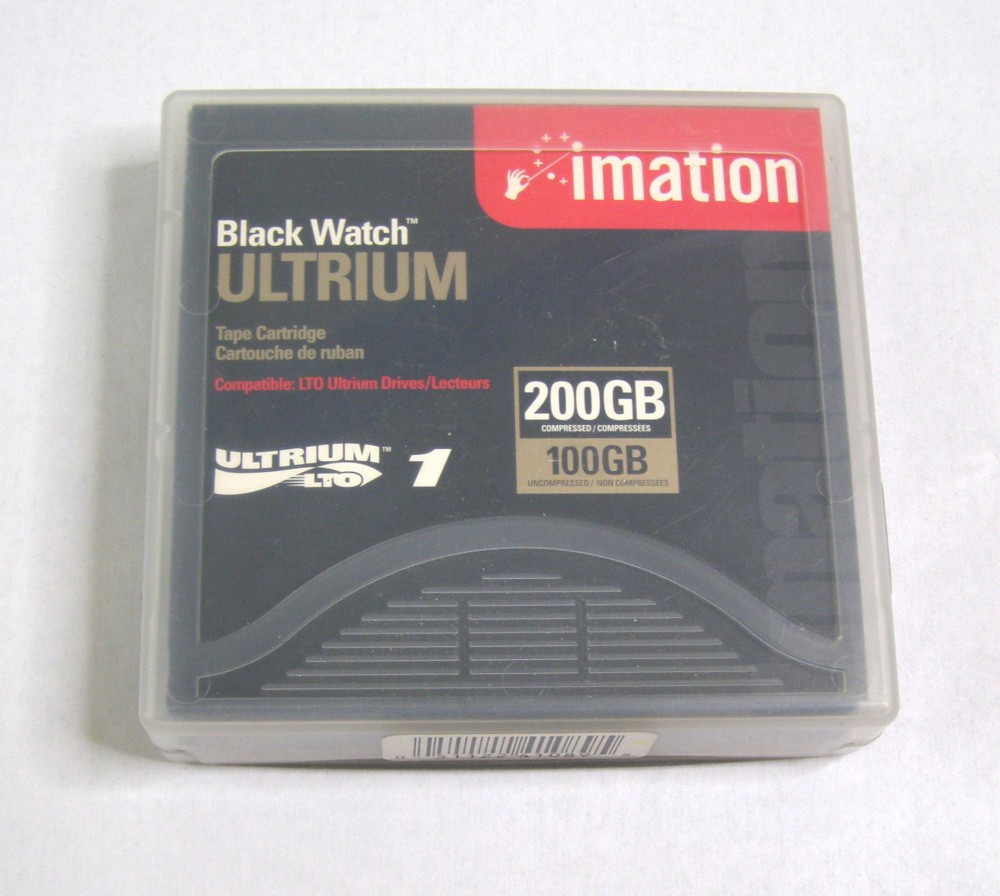 imation
Black Watch™
ULTRIUM
Tape Cartridge
Cartouche de ruban
Compatible: LTO Ultrium Drives/Lecteurs
200GB
COMPRESSED / COMPRESSÉES
100GB
UNCOMPRESSED / NON COMPRESSÉES
ULTRIUM™
LTO
1
imation